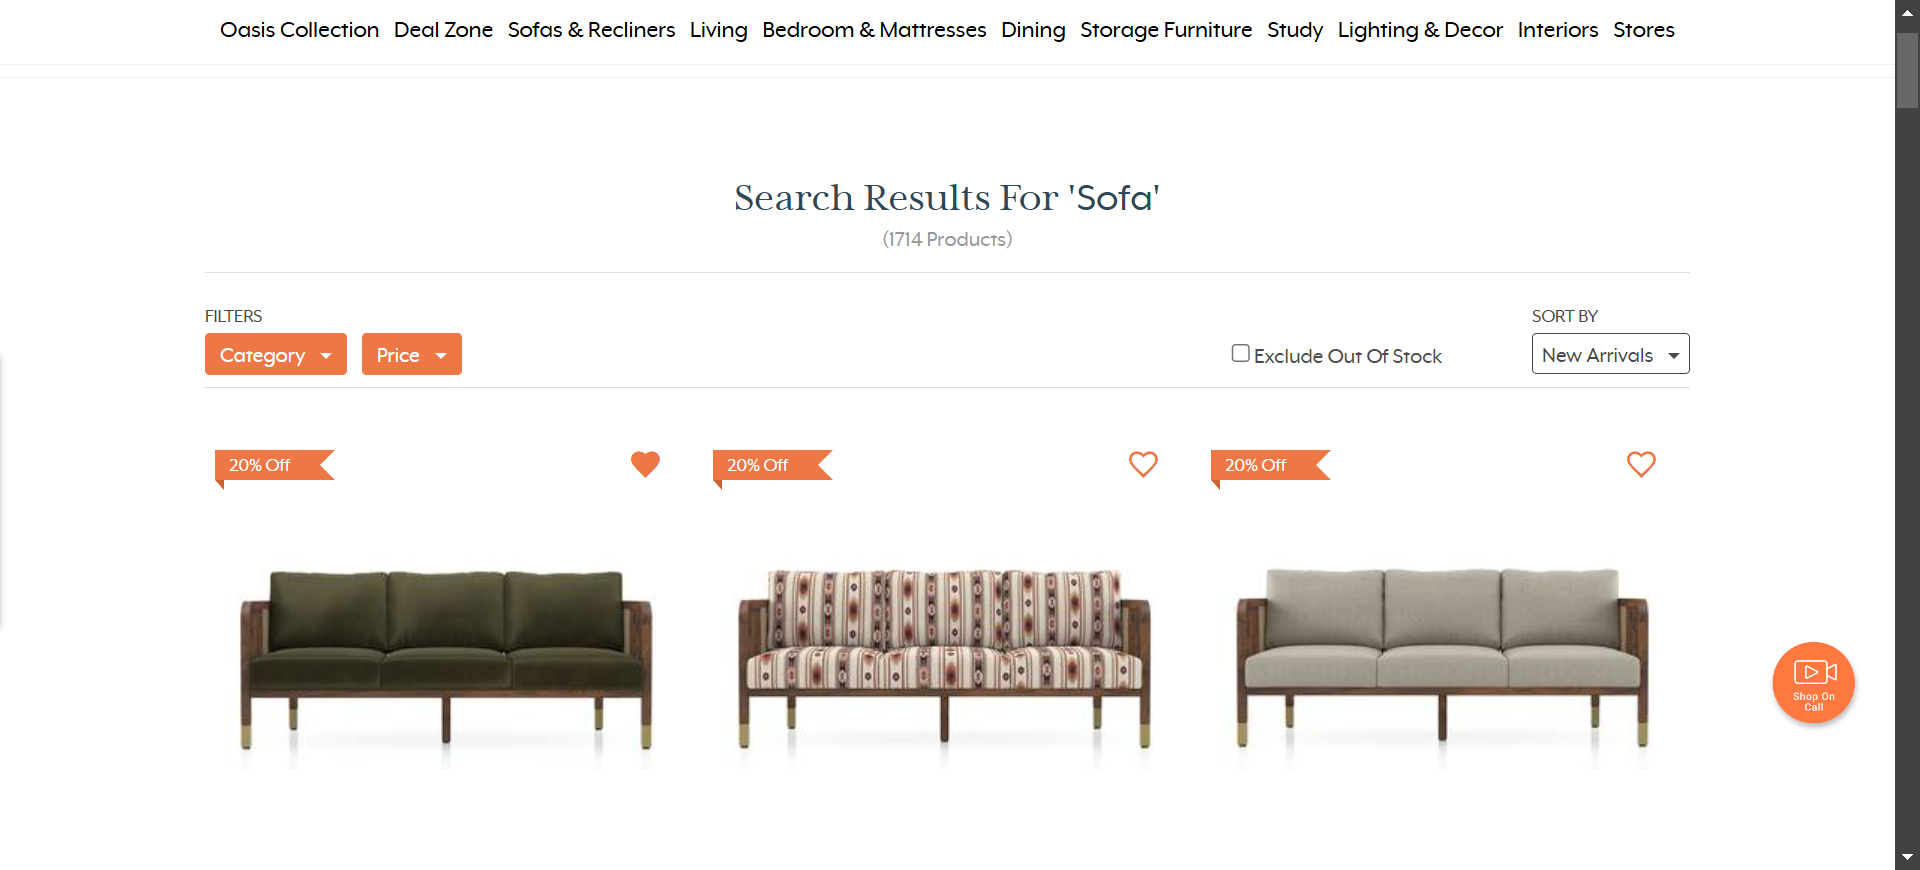 Oasis Collection Deal Zone Sofas & Recliners Living Bedroom & Mattresses Dining Storage Furniture Study Lighting & Decor Interiors Stores
Search Results For 'Sofa'
(1714 Products)
FILTERS
SORT BY
Category
Price
Exclude Out Of Stock
New Arrivals
20% Off
20% Off
20% Off
Shop On
Call